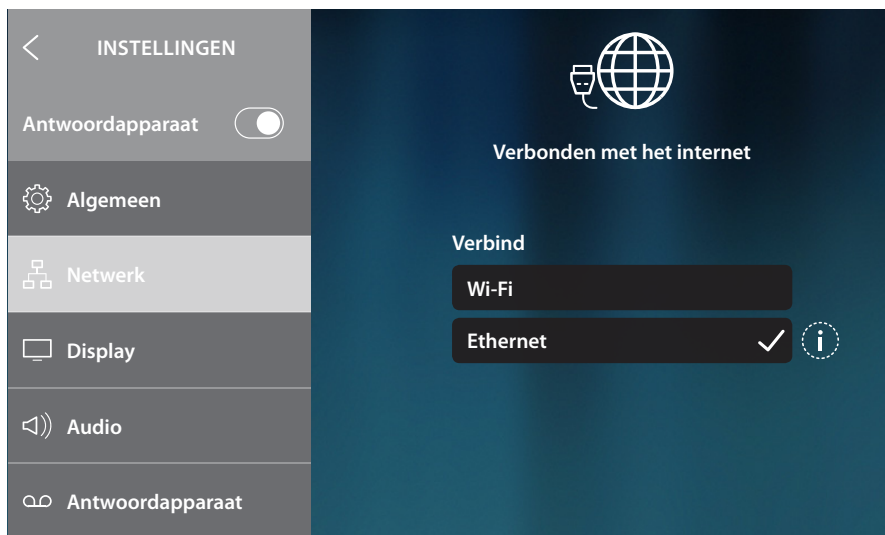 INSTELLINGEN
Antwoordapparaat
Algemeen
Netwerk
Display
Audio
Antwoordapparaat
Verbonden met het internet
Verbind
Wi-Fi
Ethernet